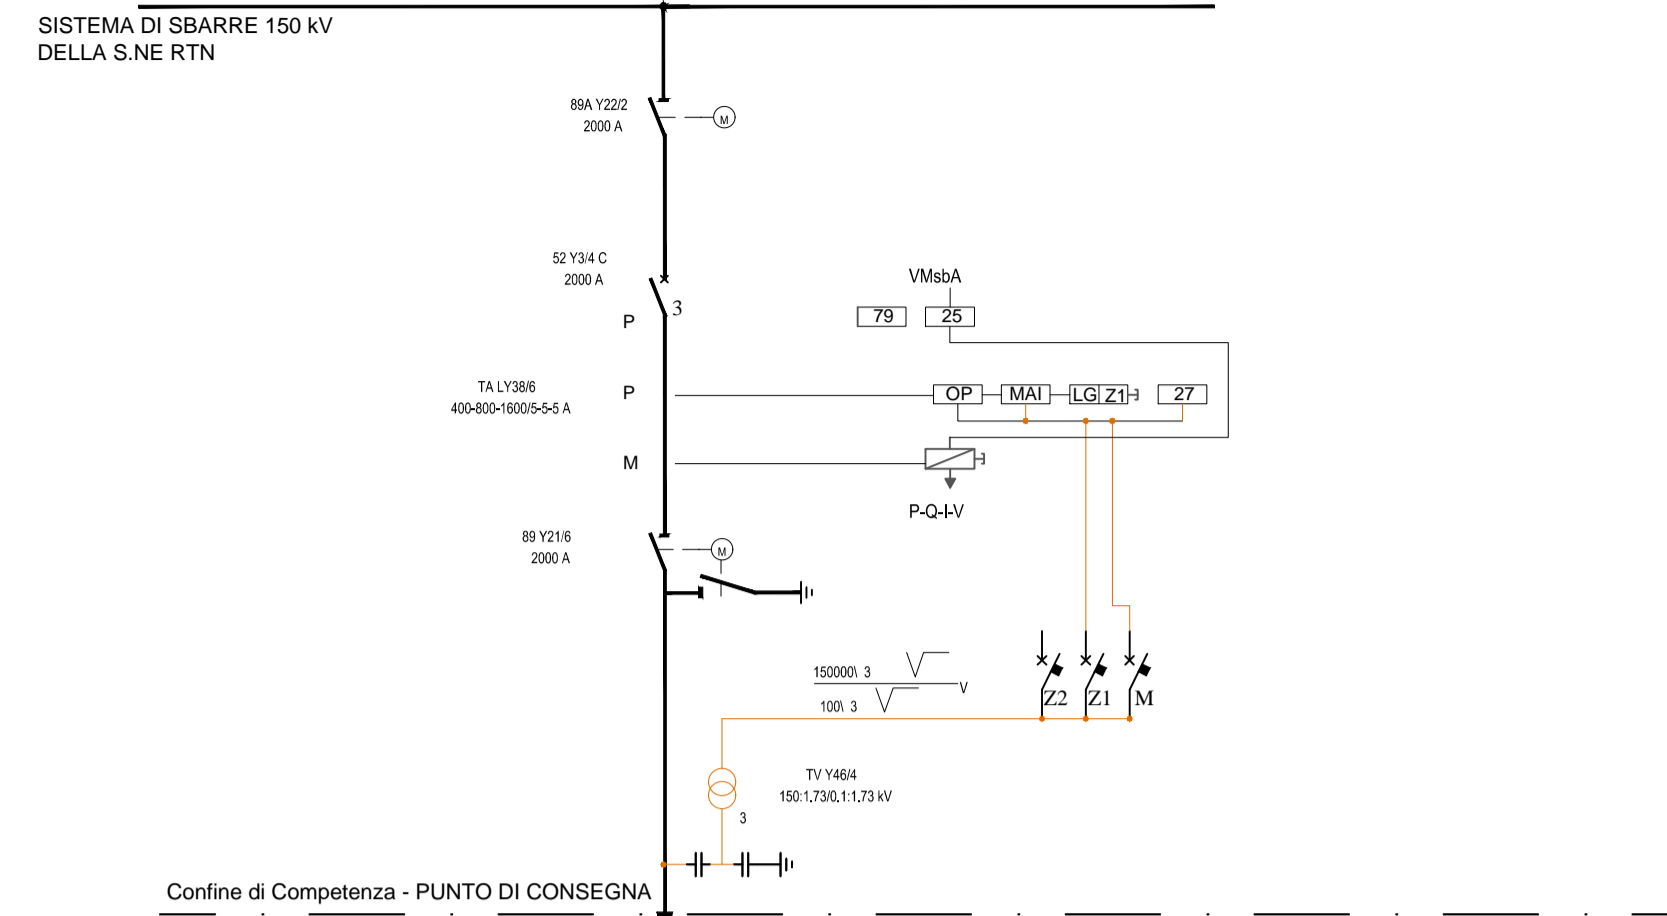 SISTEMA DI SBARRE 150 kV
DELLA S.NE RTN
89A Y22/2
2000 A
M
52 Y3/4 C
2000 A
3
P
VMsbA
79
25
TA LY38/6
400-800-1600/5-5-5 A
P
OP
MAI
LG
Z1
27
M
P-Q-I-V
89 Y21/6
2000 A
M
150000\ 3
100\ 3
V
Z2
Z1
M
TV Y46/4
150:1.73/0.1:1.73 kV
3
Confine di Competenza - PUNTO DI CONSEGNA